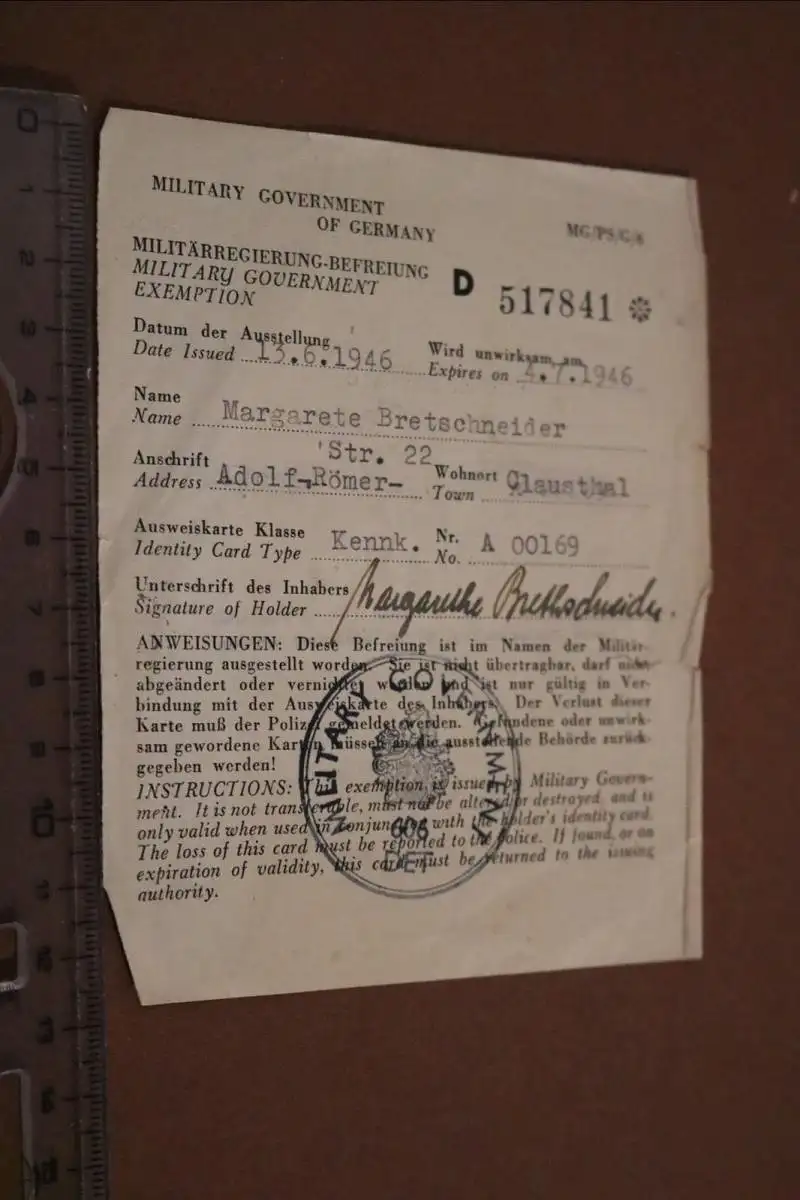 MILITARY GOVERNMENT
OF GERMANY
MG/PS/G/4
MILITÄRREGIERUNG-BEFREIUNG
MILITARY GOVERNMENT
EXEMPTION
D 517841 *
Datum der Ausstellung
Date Issued 13.6.1946
Wird unwirksam am
Expires on 2.7.1946
Name
Name Margarete Bretschneider
Anschrift Str. 22
Address Adolf-Römer-
Wohnort
Town Clausthal
Ausweiskarte Klasse
Identity Card Type Kennk.
Nr.
No. A 00169
Unterschrift des Inhabers
Signature of Holder Margarethe Bretschneider.
ANWEISUNGEN: Diese Befreiung ist im Namen der Militär-
regierung ausgestellt worden. Sie ist nicht übertragbar, darf nicht
abgeändert oder vernichtet werden und ist nur gültig in Ver-
bindung mit der Ausweiskarte des Inhabers. Der Verlust dieser
Karte muß der Polizei gemeldet werden. Gefundene oder unwirk-
sam gewordene Karten müssen an die ausstellende Behörde zurück-
gegeben werden!
INSTRUCTIONS: This exemption is issued by Military Govern-
ment. It is not transferable, must not be altered or destroyed and is
only valid when used in conjunction with the holder's identity card.
The loss of this card must be reported to the Police. If found, or on
expiration of validity, this card must be returned to the issuing
authority.